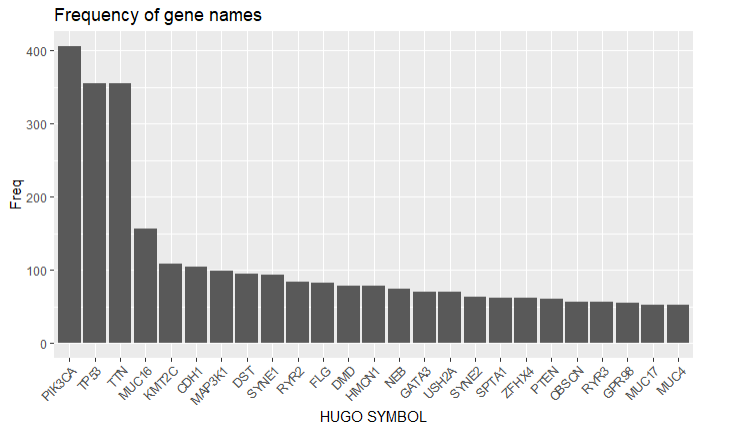 Frequency of gene names
Freq
400
300
200
100
0
PIK3CA
TP53
TTN
MUC16
KMT2C
CDH1
MAP3K1
DST
SYNE1
RYR2
FLG
DMD
HMCN1
NEB
GATA3
USH2A
SYNE2
SPTA1
ZFHX4
PTEN
OBSCN
RYR3
GPR98
MUC17
MUC4
HUGO SYMBOL